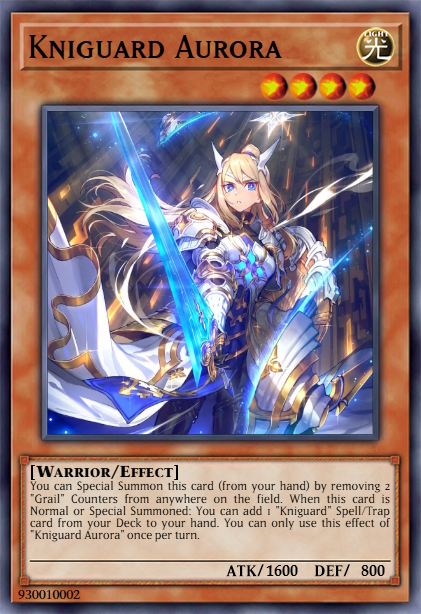 Kniguard Aurora
LIGHT
光
[Warrior/Effect]
You can Special Summon this card (from your hand) by removing 2
"Grail" Counters from anywhere on the field. When this card is
Normal or Special Summoned: You can add 1 "Kniguard" Spell/Trap
card from your Deck to your hand. You can only use this effect of
"Kniguard Aurora" once per turn.
ATK/1600 DEF/ 800
930010002